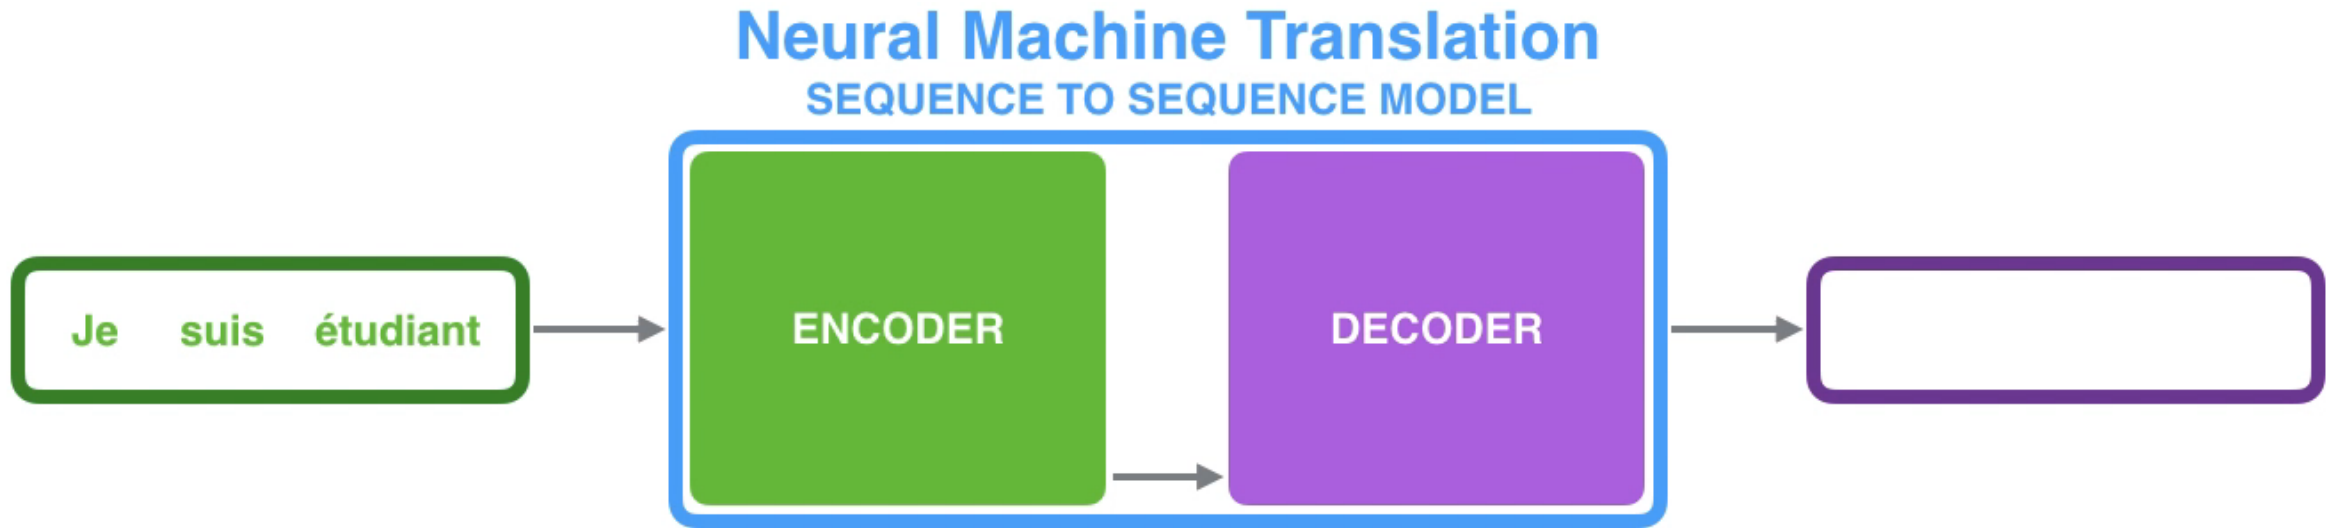 Neural Machine Translation
SEQUENCE TO SEQUENCE MODEL
Je suis étudiant
ENCODER
DECODER